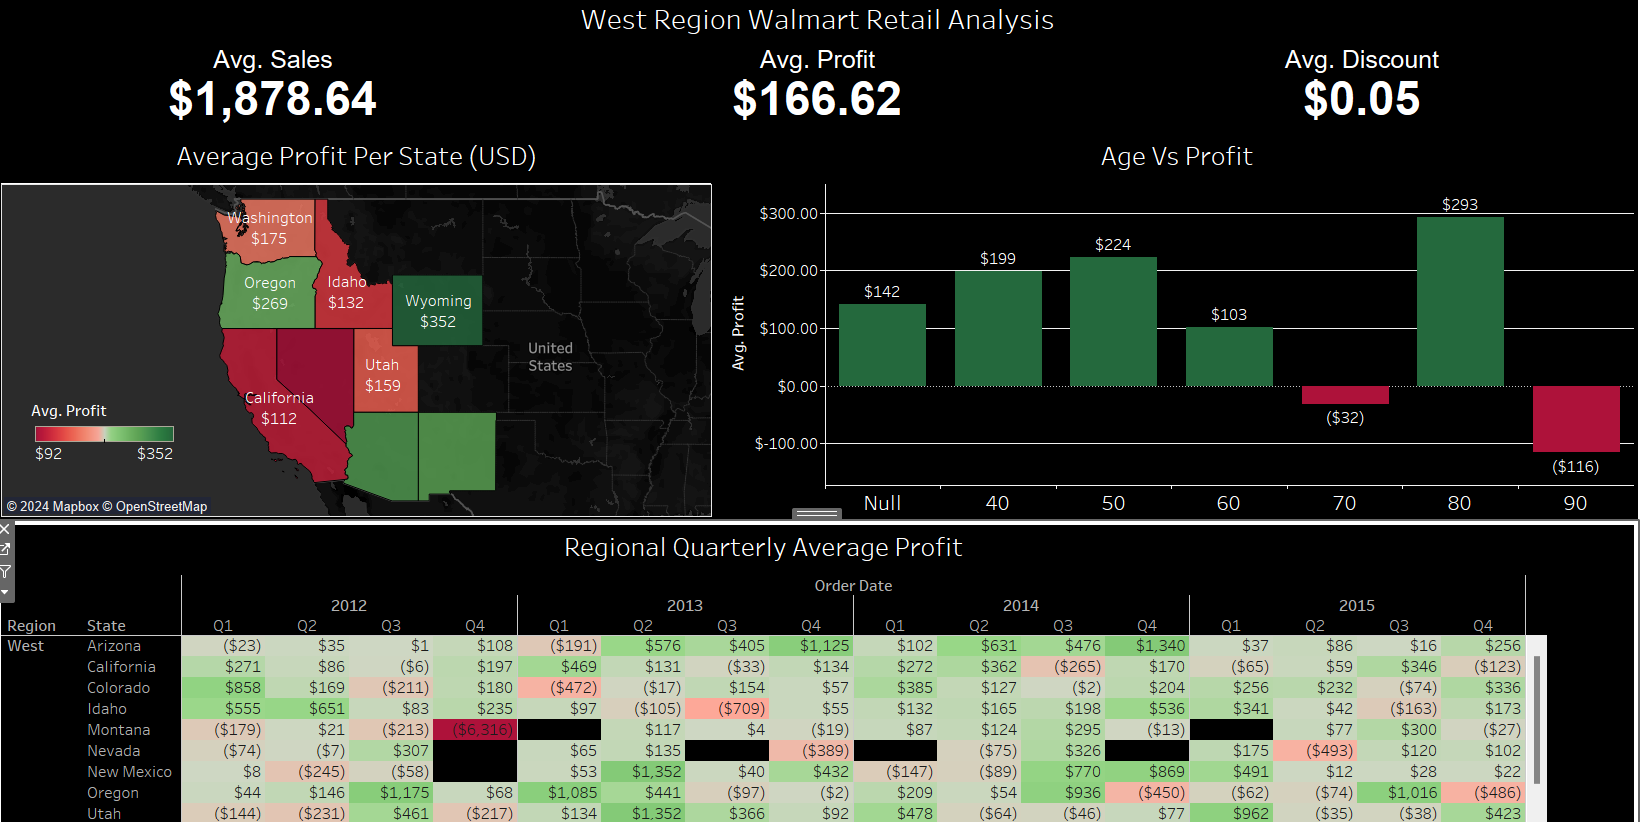 West Region Walmart Retail Analysis
Avg. Sales
$1,878.64
Avg. Profit
$166.62
Avg. Discount
$0.05
Average Profit Per State (USD)
Washington
$175
Oregon
$269
Idaho
$132
Wyoming
$352
Utah
$159
California
$112
United
States
Avg. Profit
$92 $352
© 2024 Mapbox © OpenStreetMap
Age Vs Profit
Avg. Profit
$300.00
$200.00
$100.00
$0.00
$-100.00
$142
$199
$224
$103
($32)
$293
($116)
Null 40 50 60 70 80 90
Regional Quarterly Average Profit
Order Date
2012 2013 2014 2015
Region State Q1 Q2 Q3 Q4 Q1 Q2 Q3 Q4 Q1 Q2 Q3 Q4 Q1 Q2 Q3 Q4
West Arizona ($23) $35 $1 $108 ($191) $576 $405 $1,125 $102 $631 $476 $1,340 $37 $86 $16 $256
California $271 $86 ($6) $197 $469 $131 ($33) $134 $272 $362 ($265) $170 ($65) $59 $346 ($123)
Colorado $858 $169 ($211) $180 ($472) ($17) $154 $57 $385 $127 ($2) $204 $256 $232 ($74) $336
Idaho $555 $651 $83 $235 $97 ($105) ($709) $55 $132 $165 $198 $536 $341 $42 ($163) $173
Montana ($179) $21 ($213) ($6,316) $117 $4 ($19) $87 $124 $295 ($13) $77 $300 ($27)
Nevada ($74) ($7) $307 $65 $135 ($389) ($75) $326 $175 ($493) $120 $102
New Mexico $8 ($245) ($58) $53 $1,352 $40 $432 ($147) ($89) $770 $869 $491 $12 $28 $22
Oregon $44 $146 $1,175 $68 $1,085 $441 ($97) ($2) $209 $54 $936 ($450) ($62) ($74) $1,016 ($486)
Utah ($144) ($231) $461 ($217) $134 $1,352 $366 $92 $478 ($64) ($46) $77 $962 ($35) ($38) $423